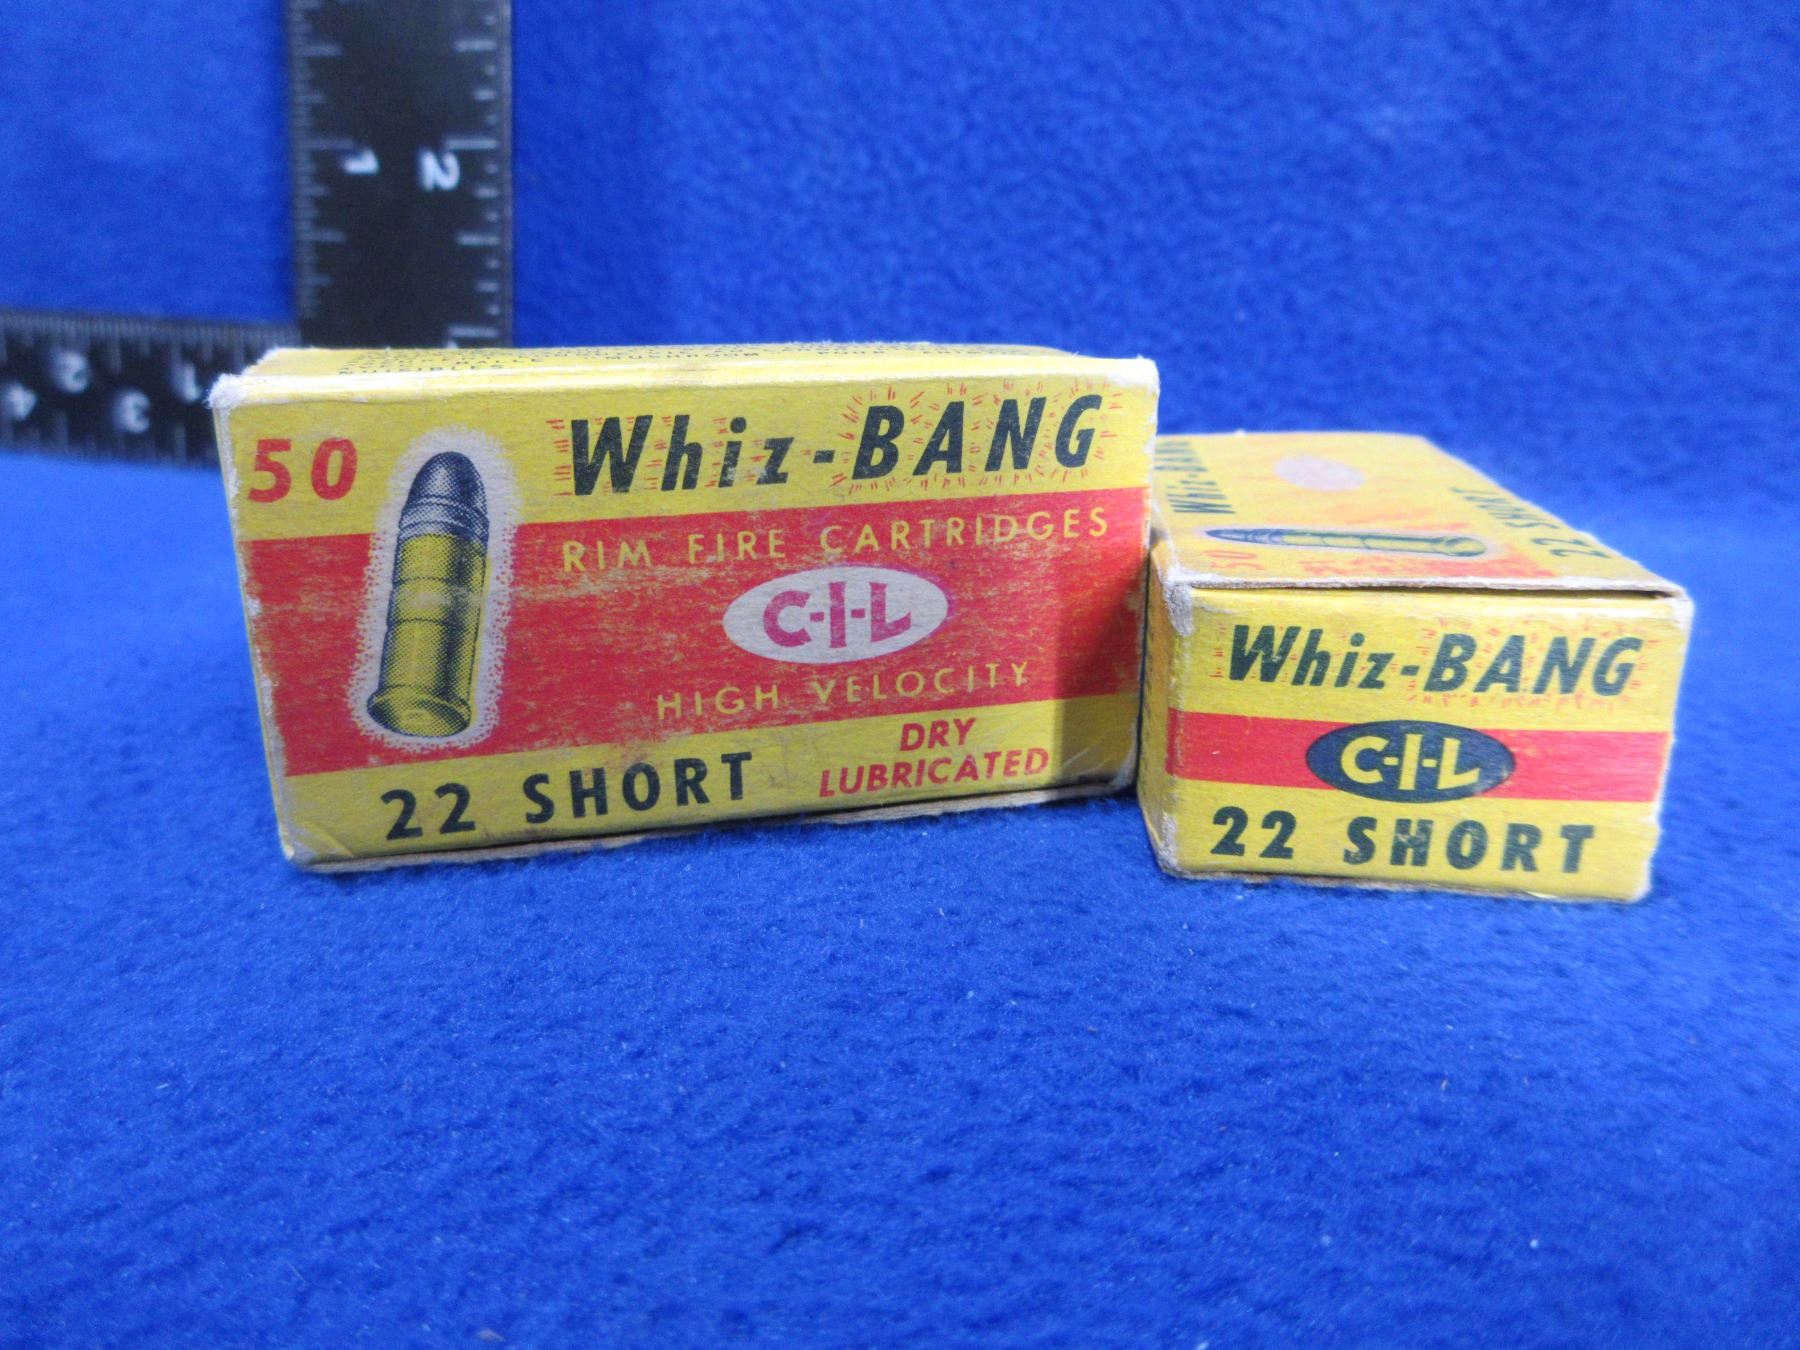 1
2
1
2
3
4
MUSHROOM
50
Whiz-BANG
RIM FIRE CARTRIDGES
C-I-L
HIGH VELOCITY
22 SHORT
DRY
LUBRICATED
Whiz-BANG
50
22 SHORT
Whiz-BANG
C-I-L
22 SHORT